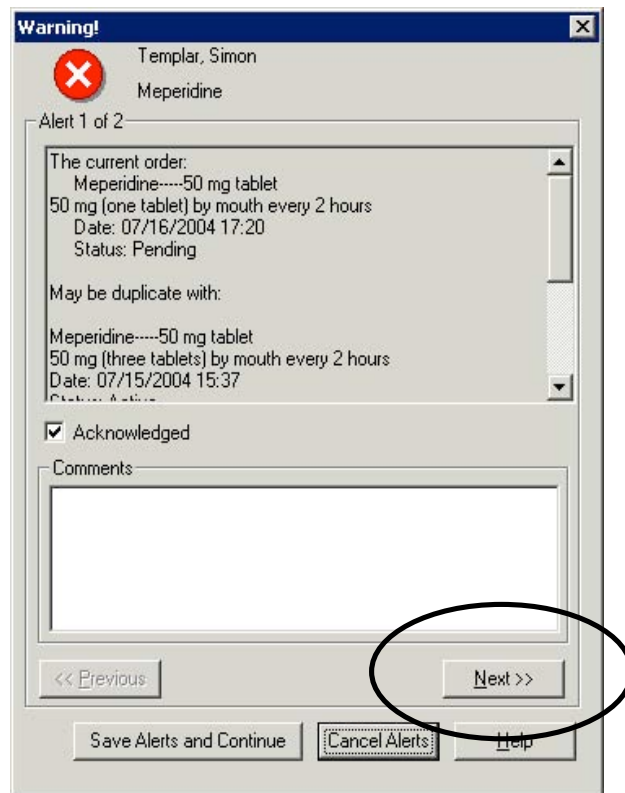 Warning!
Templar, Simon
Meperidine
Alert 1 of 2
The current order:
Meperidine-----50 mg tablet
50 mg (one tablet) by mouth every 2 hours
Date: 07/16/2004 17:20
Status: Pending
May be duplicate with:
Meperidine-----50 mg tablet
50 mg (three tablets) by mouth every 2 hours
Date: 07/15/2004 15:37
Status: Active
Acknowledged
Comments
<< Previous
Next >>
Save Alerts and Continue
Cancel Alerts
Help